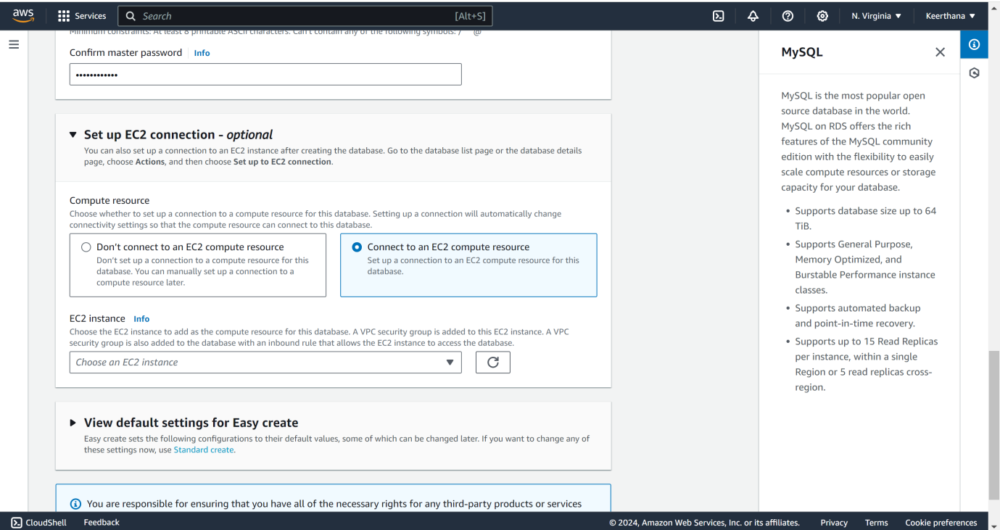 aws
Services
Search
[Alt+S]
N. Virginia
Keerthana
Minimum constraints: At least 8 printable ASCII characters. Can't contain any of the following symbols: / " @
Confirm master password
Info
••••••••••••
Set up EC2 connection - optional
You can also set up a connection to an EC2 instance after creating the database. Go to the database list page or the database details
page, choose Actions, and then choose Set up to EC2 connection.
Compute resource
Choose whether to set up a connection to a compute resource for this database. Setting up a connection will automatically change
connectivity settings so that the compute resource can connect to this database.
Don't connect to an EC2 compute resource
Don't set up a connection to a compute resource for this
database. You can manually set up a connection to a
compute resource later.
Connect to an EC2 compute resource
Set up a connection to an EC2 compute resource for this
database.
EC2 instance
Info
Choose the EC2 instance to add as the compute resource for this database. A VPC security group is added to this EC2 instance. A VPC
security group is also added to the database with an inbound rule that allows the EC2 instance to access the database.
Choose an EC2 instance
View default settings for Easy create
Easy create sets the following configurations to their default values, some of which can be changed later. If you want to change any of
these settings now, use Standard create.
You are responsible for ensuring that you have all of the necessary rights for any third-party products or services
MySQL
MySQL is the most popular open
source database in the world.
MySQL on RDS offers the rich
features of the MySQL community
edition with the flexibility to easily
scale compute resources or storage
capacity for your database.
• Supports database size up to 64
TiB.
• Supports General Purpose,
Memory Optimized, and
Burstable Performance instance
classes.
• Supports automated backup
and point-in-time recovery.
• Supports up to 15 Read Replicas
per instance, within a single
Region or 5 read replicas cross-
region.
CloudShell
Feedback
© 2024, Amazon Web Services, Inc. or its affiliates.
Privacy
Terms
Cookie preferences